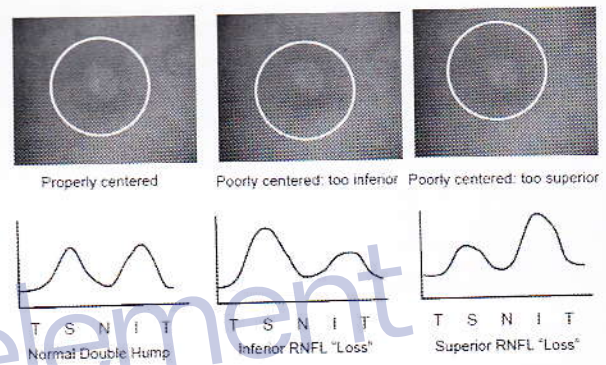 Properly centered
Poorly centered: too inferior
Poorly centered: too superior
T S N I T
T S N I T
T S N I T
Normal Double Hump
Inferior RNFL "Loss"
Superior RNFL "Loss"
element